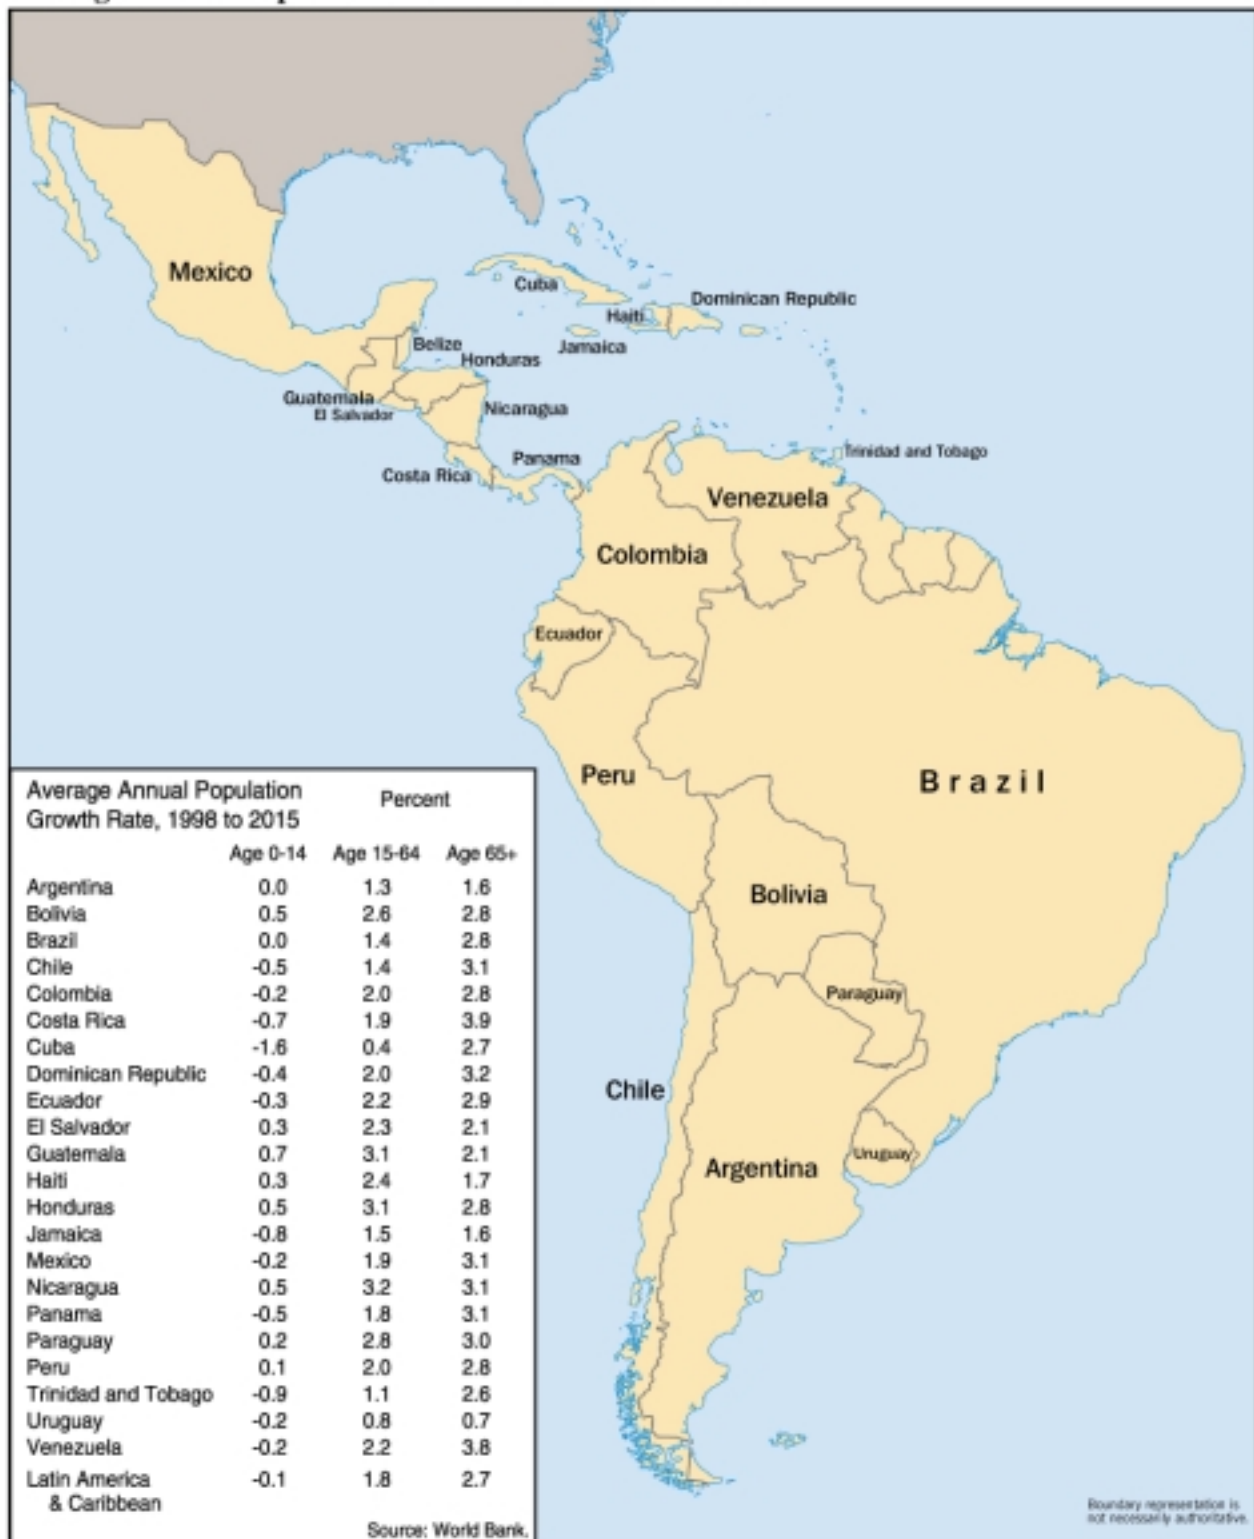 Mexico
Cuba
Dominican Republic
Haiti
Jamaica
Belize
Honduras
Guatemala
El Salvador
Nicaragua
Costa Rica
Panama
Trinidad and Tobago
Venezuela
Colombia
Ecuador
Peru
Brazil
Bolivia
Paraguay
Chile
Argentina
Uruguay
Average Annual Population Percent
Growth Rate, 1998 to 2015
Age 0-14 Age 15-64 Age 65+
Argentina 0.0 1.3 1.6
Bolivia 0.5 2.6 2.8
Brazil 0.0 1.4 2.8
Chile -0.5 1.4 3.1
Colombia -0.2 2.0 2.8
Costa Rica -0.7 1.9 3.9
Cuba -1.6 0.4 2.7
Dominican Republic -0.4 2.0 3.2
Ecuador -0.3 2.2 2.9
El Salvador 0.3 2.3 2.1
Guatemala 0.7 3.1 2.1
Haiti 0.3 2.4 1.7
Honduras 0.5 3.1 2.8
Jamaica -0.8 1.5 1.6
Mexico -0.2 1.9 3.1
Nicaragua 0.5 3.2 3.1
Panama -0.5 1.8 3.1
Paraguay 0.2 2.8 3.0
Peru 0.1 2.0 2.8
Trinidad and Tobago -0.9 1.1 2.6
Uruguay -0.2 0.8 0.7
Venezuela -0.2 2.2 3.8
Latin America -0.1 1.8 2.7
& Caribbean
Source: World Bank.
Boundary representation is
not necessarily authoritative.